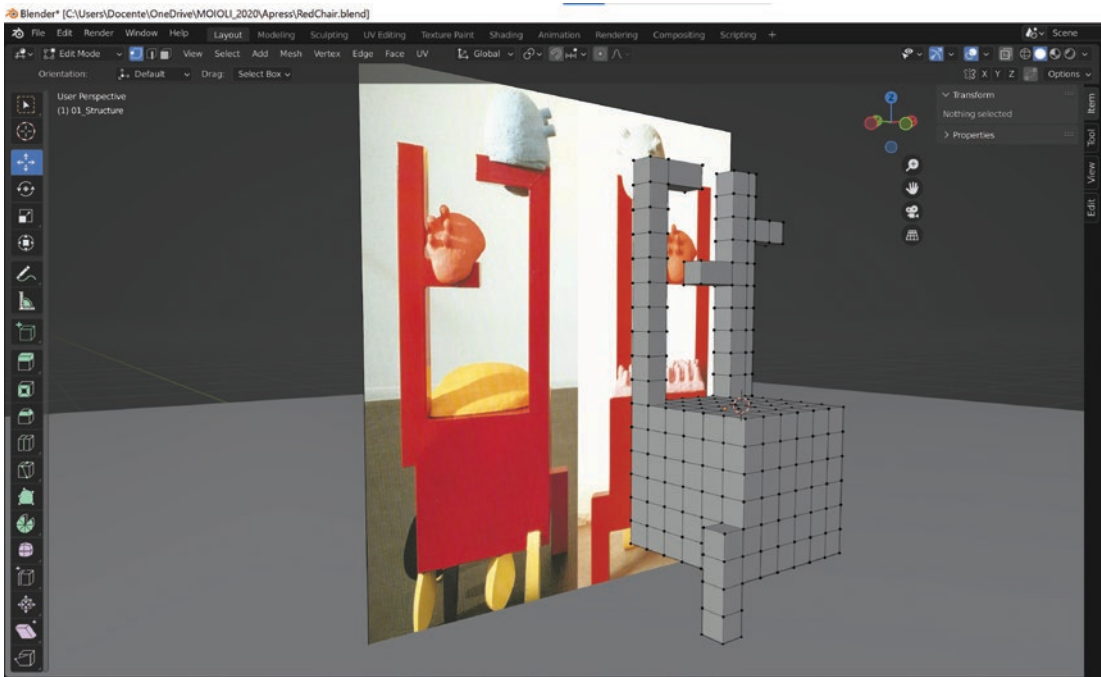 Blender* [C:\Users\Docente\OneDrive\MOIOLI_2020\Apress\RedChair.blend]
File Edit Render Window Help Layout Modeling Sculpting UV Editing Texture Paint Shading Animation Rendering Compositing Scripting + Scene
Edit Mode View Select Add Mesh Vertex Edge Face UV Global
Orientation: Default Drag: Select Box X Y Z Options
User Perspective
(1) 01_Structure
Z
Transform
Nothing selected
Properties
Item
Tool
View
Edit